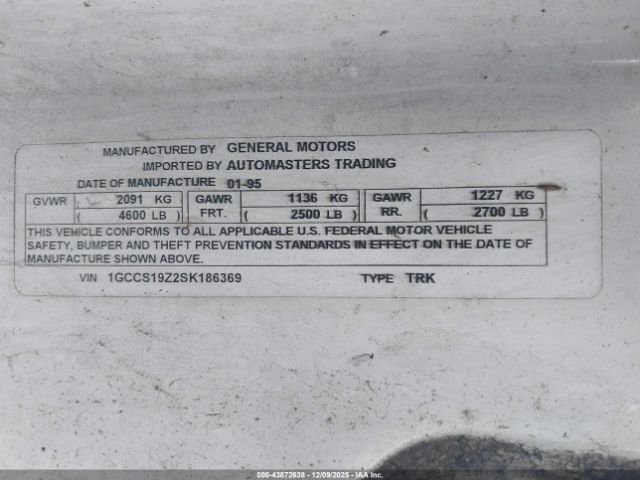 MANUFACTURED BY GENERAL MOTORS
IMPORTED BY AUTOMASTERS TRADING
DATE OF MANUFACTURE 01-95
GVWR 2091 KG ( 4600 LB ) GAWR FRT. 1136 KG ( 2500 LB ) GAWR RR. 1227 KG ( 2700 LB )
THIS VEHICLE CONFORMS TO ALL APPLICABLE U.S. FEDERAL MOTOR VEHICLE
SAFETY, BUMPER AND THEFT PREVENTION STANDARDS IN EFFECT ON THE DATE OF
MANUFACTURE SHOWN ABOVE.
VIN 1GCCS19Z2SK186369 TYPE TRK
000-43872638 - 12/09/2025 - IAA, Inc.